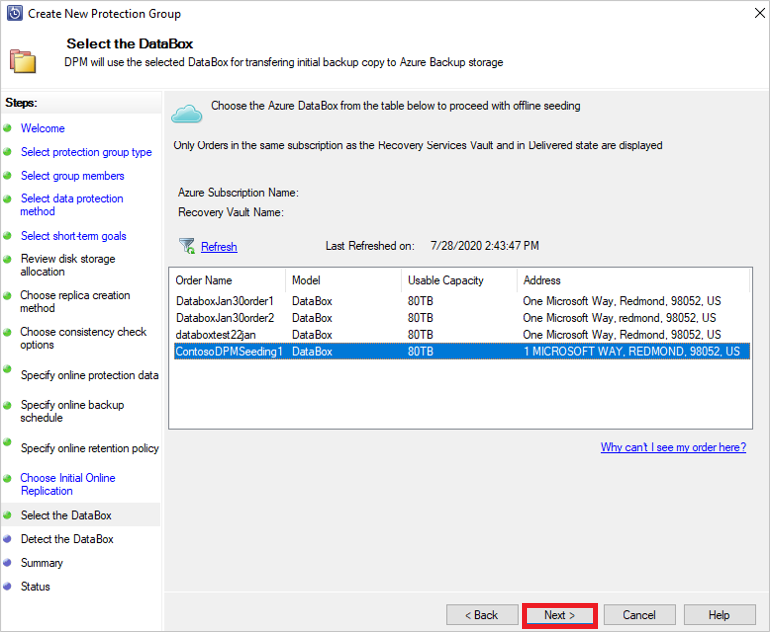 Create New Protection Group
Select the DataBox
DPM will use the selected DataBox for transfering initial backup copy to Azure Backup storage
Steps:
Welcome
Select protection group type
Select group members
Select data protection
method
Select short-term goals
Review disk storage
allocation
Choose replica creation
method
Choose consistency check
options
Specify online protection data
Specify online backup
schedule
Specify online retention policy
Choose Initial Online
Replication
Select the DataBox
Detect the DataBox
Summary
Status
Choose the Azure DataBox from the table below to proceed with offline seeding
Only Orders in the same subscription as the Recovery Services Vault and in Delivered state are displayed
Azure Subscription Name:
Recovery Vault Name:
Refresh Last Refreshed on: 7/28/2020 2:43:47 PM
Order Name Model Usable Capacity Address
DataboxJan30order1 DataBox 80TB One Microsoft Way, Redmond, 98052, US
DataboxJan30order2 DataBox 80TB One Microsoft Way, redmond, 98052, US
databoxtest22jan DataBox 80TB One Microsoft Way, Redmond, 98052, US
ContosoDPMSeeding1 DataBox 80TB 1 MICROSOFT WAY, REDMOND, 98052, US
Why can't I see my order here?
< Back Next > Cancel Help